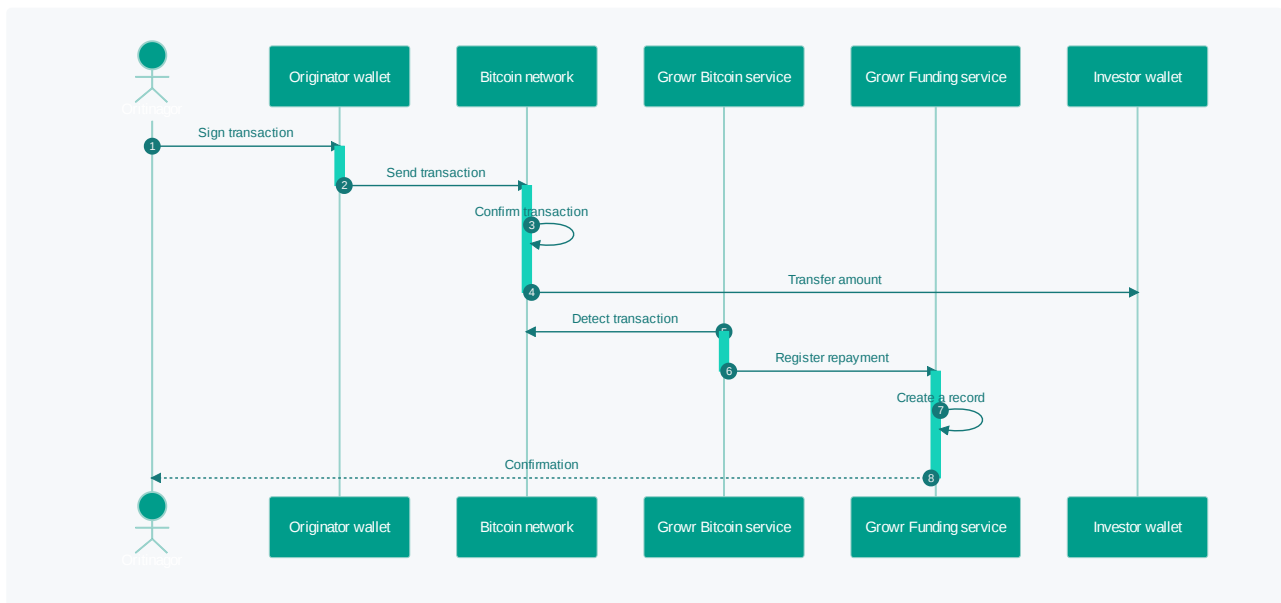 Originator wallet
Bitcoin network
Growr Bitcoin service
Growr Funding service
Investor wallet
Sign transaction
1
Send transaction
2
Confirm transaction
3
Transfer amount
4
Detect transaction
5
Register repayment
6
Create a record
7
Confirmation
8
Originator wallet
Bitcoin network
Growr Bitcoin service
Growr Funding service
Investor wallet